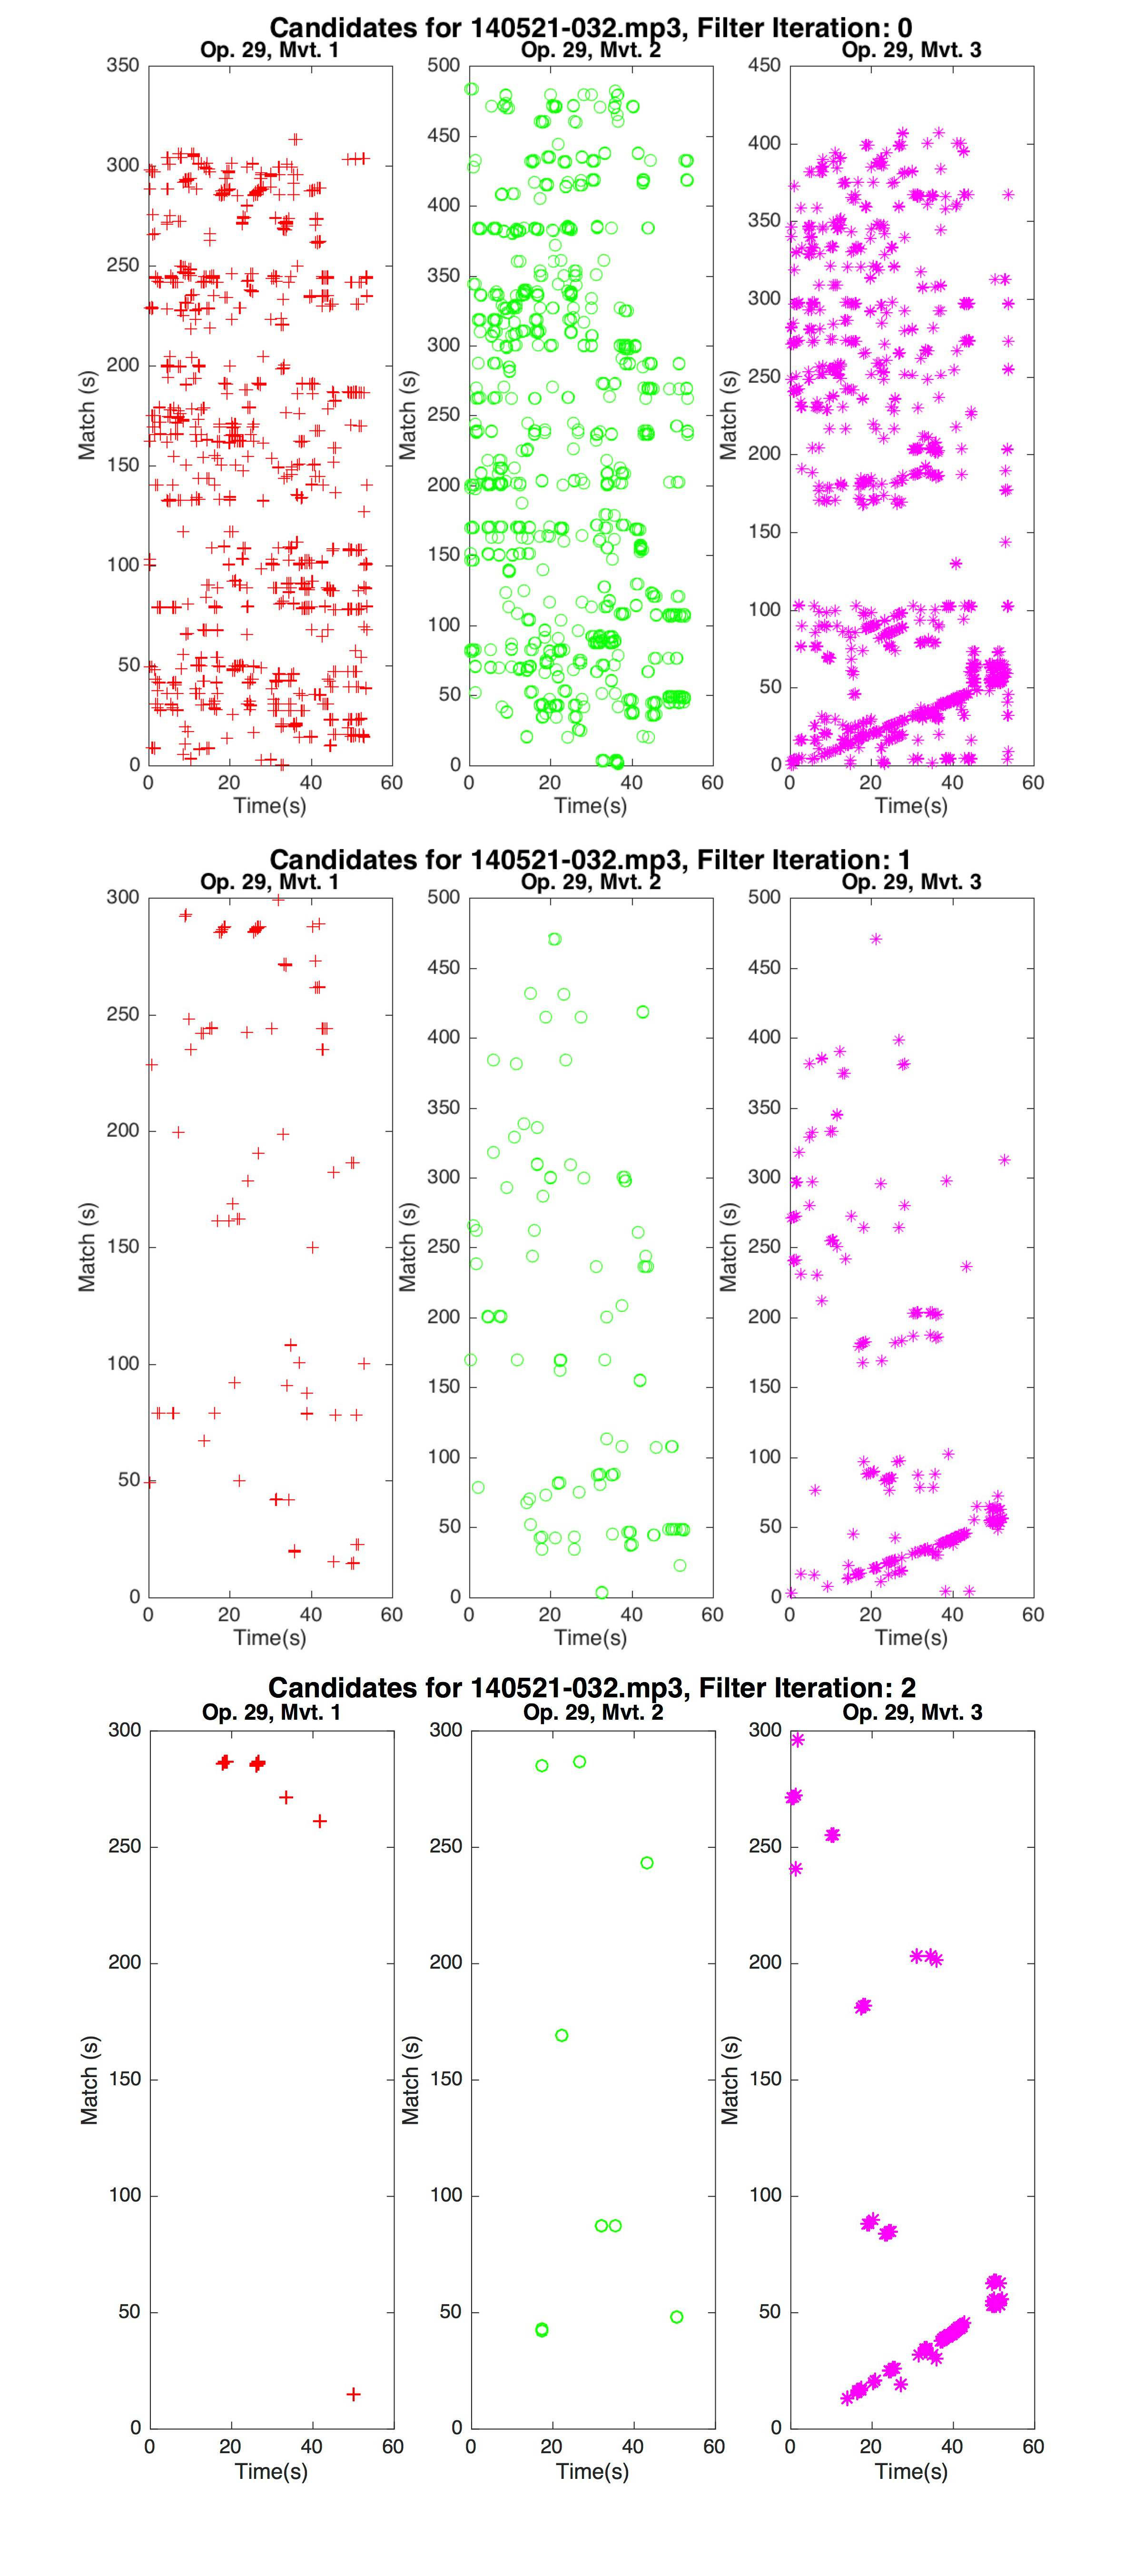 Candidates for 140521-032.mp3, Filter Iteration: 0
Op. 29, Mvt. 1 Op. 29, Mvt. 2 Op. 29, Mvt. 3
350 500 450
400
450
300 350
400
250 350 300
300 250
200
250 200
150
200
150
100 150
100
100
50
50 50
0 0 0
Match (s) Match (s) Match (s)
0 20 40 60 0 20 40 60 0 20 40 60
Time(s) Time(s) Time(s)
Candidates for 140521-032.mp3, Filter Iteration: 1
Op. 29, Mvt. 1 Op. 29, Mvt. 2 Op. 29, Mvt. 3
300 500 500
450 450
250
400 400
350 350
200
300 300
150 250 250
200 200
100
150 150
100 100
50
50 50
0 0 0
Match (s) Match (s) Match (s)
0 20 40 60 0 20 40 60 0 20 40 60
Time(s) Time(s) Time(s)
Candidates for 140521-032.mp3, Filter Iteration: 2
Op. 29, Mvt. 1 Op. 29, Mvt. 2 Op. 29, Mvt. 3
300 300 300
250 250 250
200 200 200
150 150 150
100 100 100
50 50 50
0 0 0
Match (s) Match (s) Match (s)
0 20 40 60 0 20 40 60 0 20 40 60
Time(s) Time(s) Time(s)